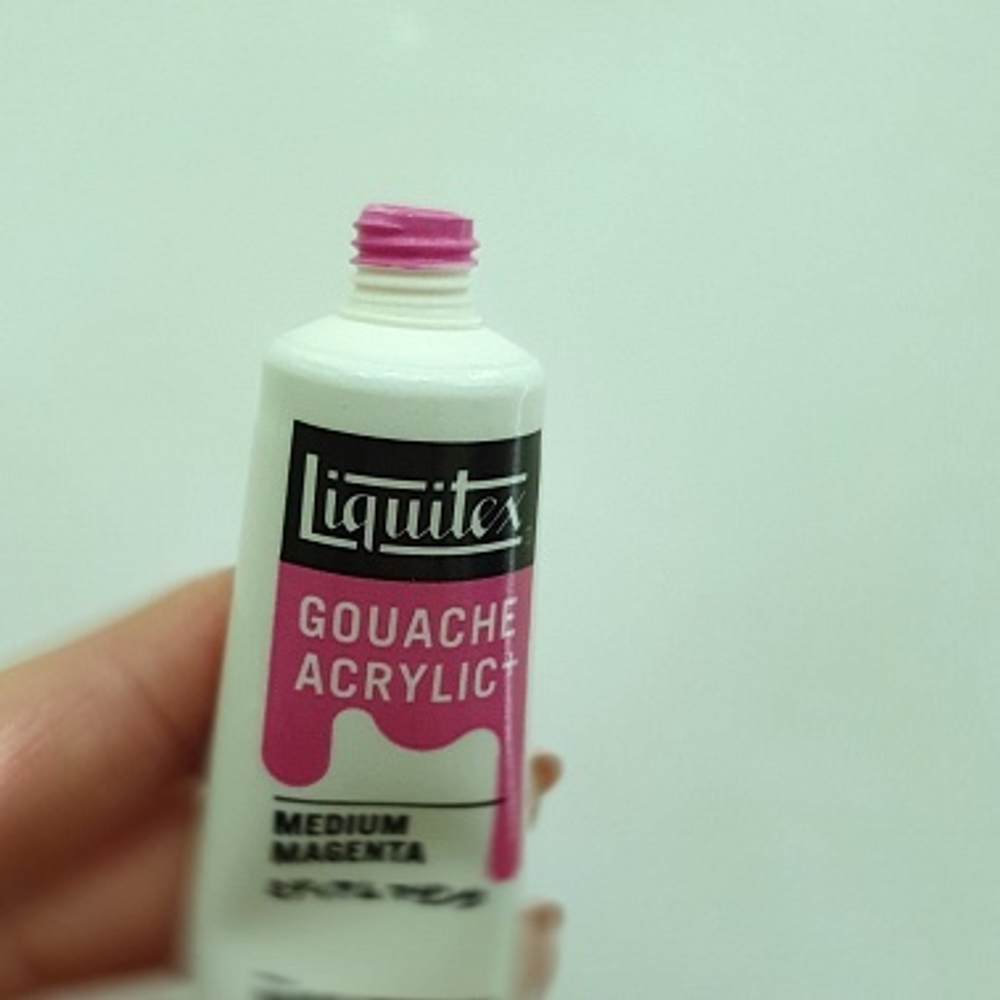 Liquitex
GOUACHE
ACRYLIC+
MEDIUM
MAGENTA